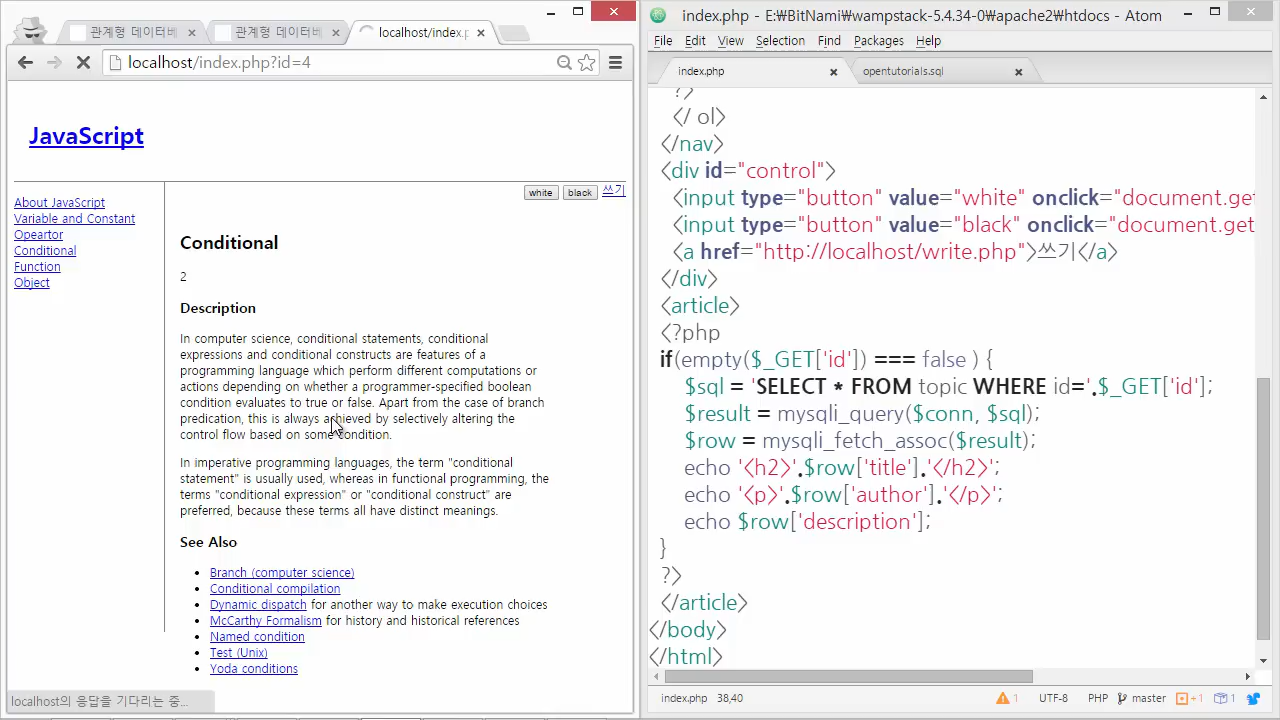 관계형 데이터베
관계형 데이터베
localhost/index.p
localhost/index.php?id=4
JavaScript
white
black
쓰기
About JavaScript
Variable and Constant
Opeartor
Conditional
Function
Object
Conditional
2
Description
In computer science, conditional statements, conditional
expressions and conditional constructs are features of a
programming language which perform different computations or
actions depending on whether a programmer-specified boolean
condition evaluates to true or false. Apart from the case of branch
predication, this is always achieved by selectively altering the
control flow based on some condition.
In imperative programming languages, the term "conditional
statement" is usually used, whereas in functional programming, the
terms "conditional expression" or "conditional construct" are
preferred, because these terms all have distinct meanings.
See Also
Branch (computer science)
Conditional compilation
Dynamic dispatch for another way to make execution choices
McCarthy Formalism for history and historical references
Named condition
Test (Unix)
Yoda conditions
localhost의 응답을 기다리는 중...
index.php - E:₩BitNami₩wampstack-5.4.34-0₩apache2₩htdocs - Atom
File Edit View Selection Find Packages Help
index.php
opentutorials.sql
?>
</ ol>
</nav>
<div id="control">
<input type="button" value="white" onclick="document.get
<input type="button" value="black" onclick="document.get
<a href="http://localhost/write.php">쓰기</a>
</div>
<article>
<?php
if(empty($_GET['id']) === false ) {
$sql = 'SELECT * FROM topic WHERE id='.$_GET['id'];
$result = mysqli_query($conn, $sql);
$row = mysqli_fetch_assoc($result);
echo '<h2>'.$row['title'].'</h2>';
echo '<p>'.$row['author'].'</p>';
echo $row['description'];
}
?>
</article>
</body>
</html>
index.php 38,40
1
UTF-8
PHP
master
+1
1